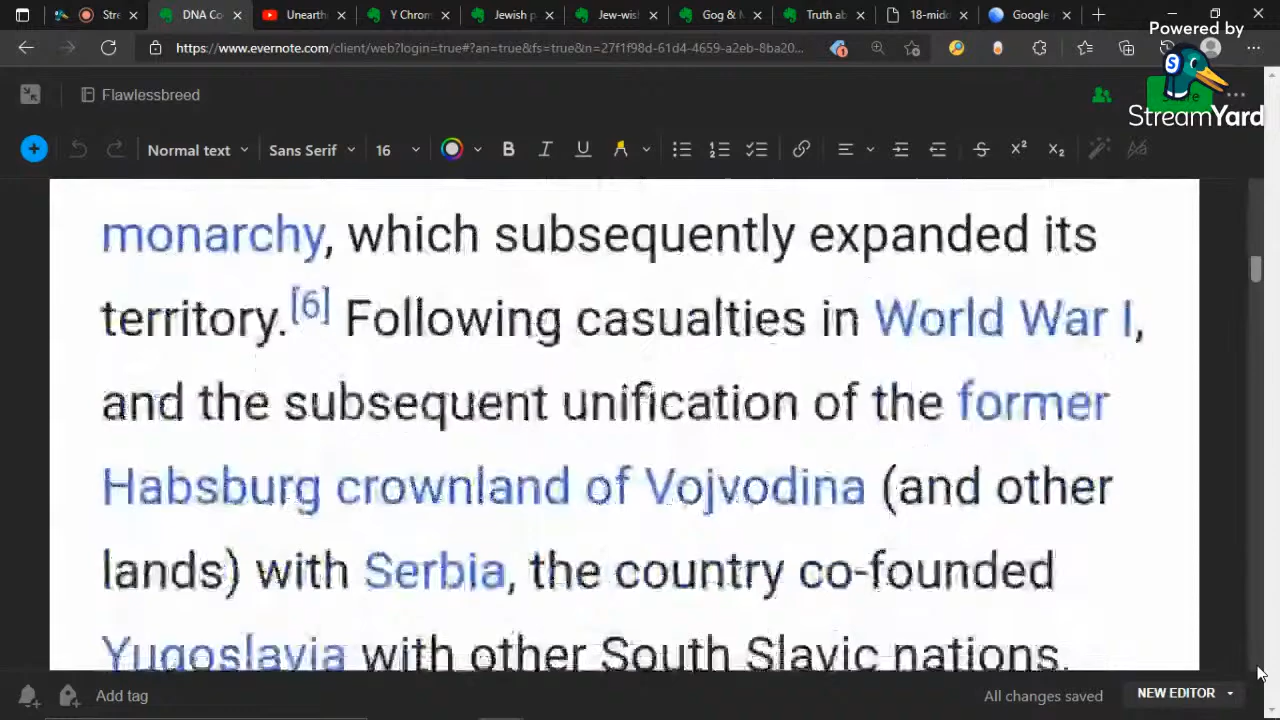 Stre
DNA Co
Unearth
Y Chrom
Jewish p
Jew-wis
Gog & M
Truth ab
18-mido
Google
https://www.evernote.com/client/web?login=true#?an=true&fs=true&n=27f1f98d-61d4-4659-a2eb-8ba20...
Powered by
StreamYard
Flawlessbreed
Normal text
Sans Serif
16
monarchy, which subsequently expanded its
territory.[6] Following casualties in World War I,
and the subsequent unification of the former
Habsburg crownland of Vojvodina (and other
lands) with Serbia, the country co-founded
Yugoslavia with other South Slavic nations,
Add tag
All changes saved
NEW EDITOR